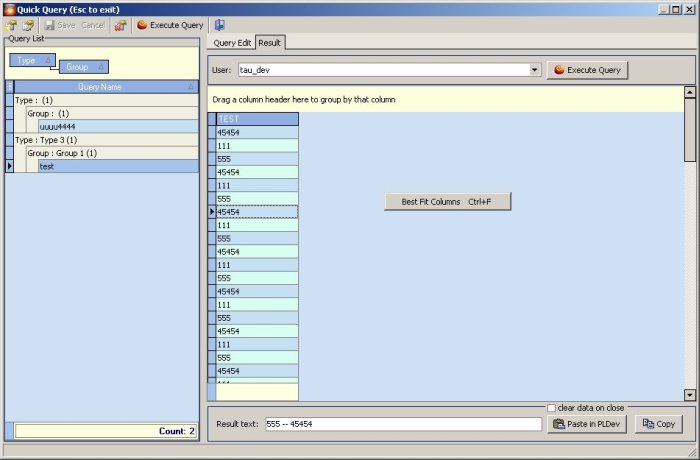 Quick Query (Esc to exit)
Save Cancel Execute Query
Query List
Type
Group
Query Name
Type : (1)
Group : (1)
uuuu4444
Type : Type 3 (1)
Group : Group 1 (1)
test
Count: 2
Query Edit Result
User: tau_dev Execute Query
Drag a column header here to group by that column
TEST
45454
111
555
45454
111
555
45454
111
555
45454
111
555
45454
111
555
45454
111
555
45454
111
Best Fit Columns Ctrl+F
clear data on close
Result text: 555 -- 45454 Paste in PLDev Copy